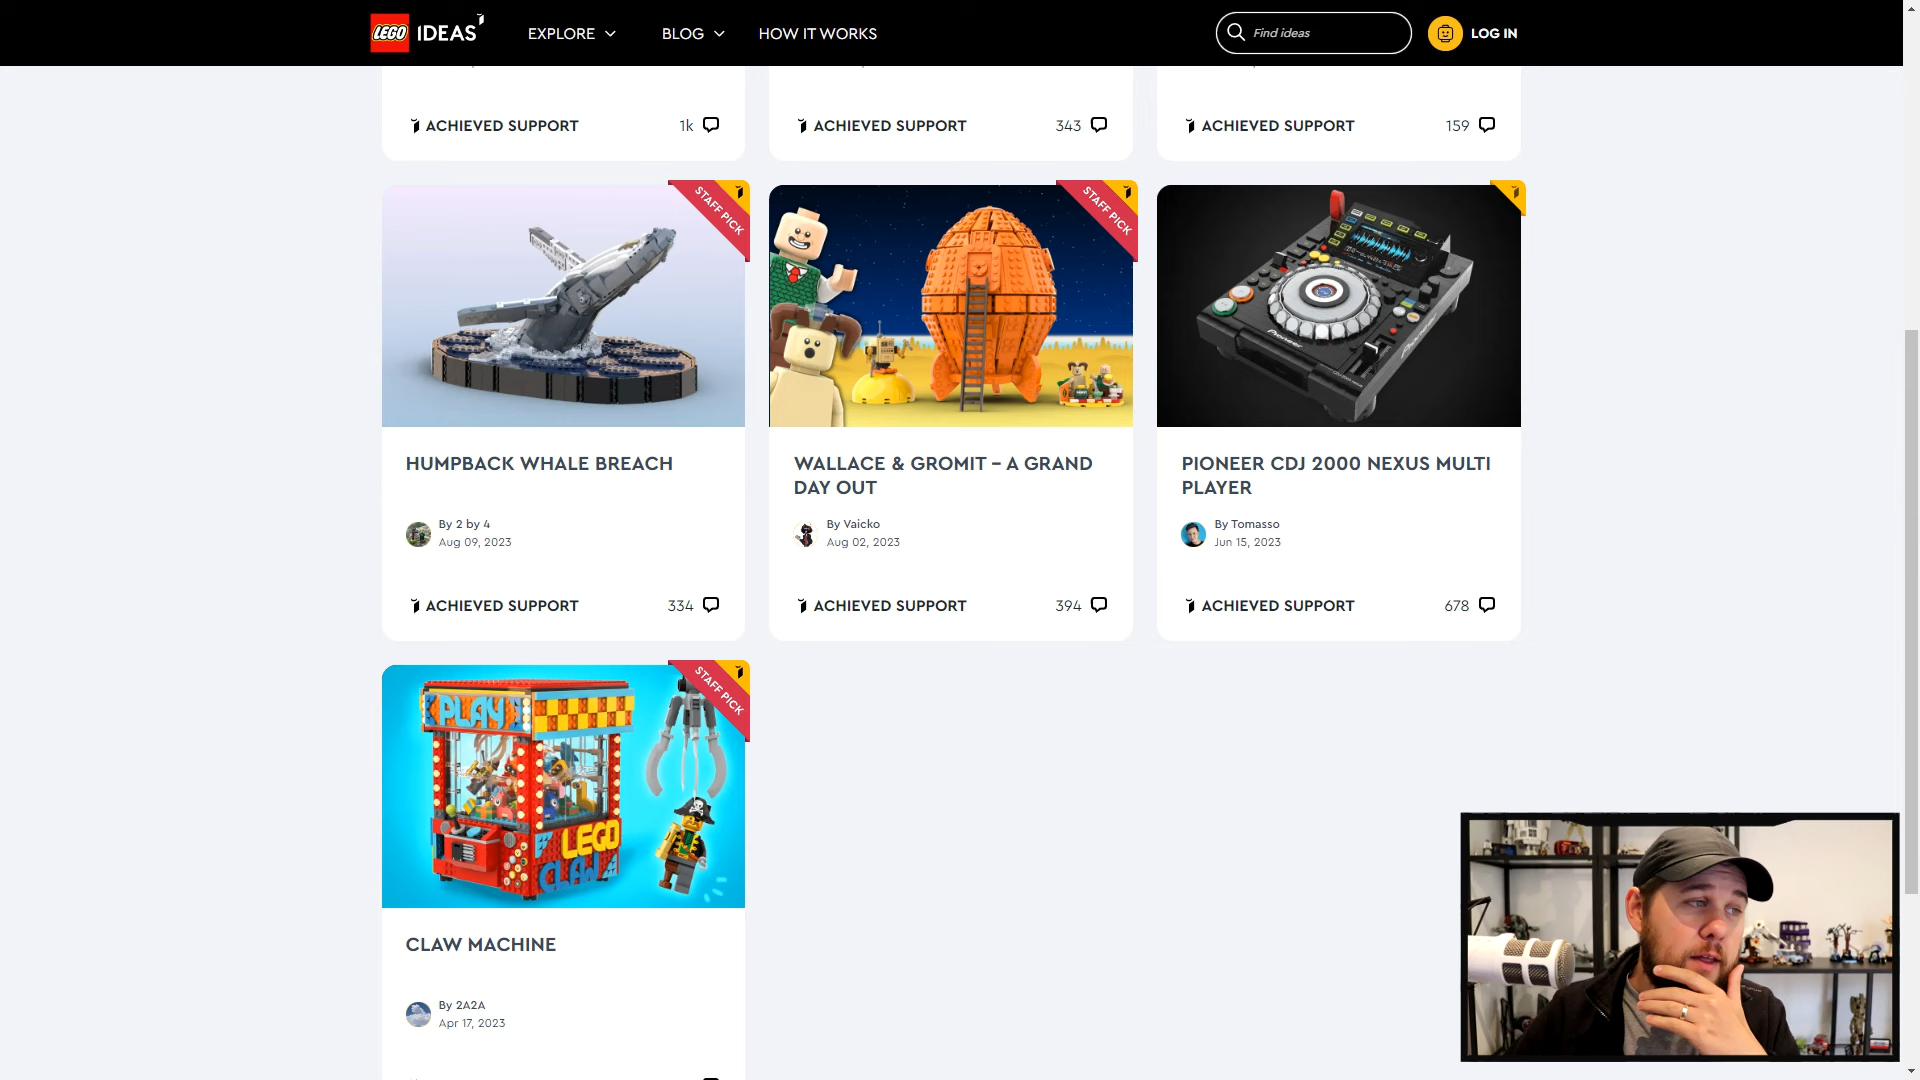 LEGO IDEAS
EXPLORE
BLOG
HOW IT WORKS
Find ideas
LOG IN
ACHIEVED SUPPORT 1k
ACHIEVED SUPPORT 343
ACHIEVED SUPPORT 159
STAFF PICK
STAFF PICK
Pioneer
HUMPBACK WHALE BREACH
By 2 by 4
Aug 09, 2023
ACHIEVED SUPPORT 334
WALLACE & GROMIT – A GRAND
DAY OUT
By Vaicko
Aug 02, 2023
ACHIEVED SUPPORT 394
PIONEER CDJ 2000 NEXUS MULTI
PLAYER
By Tomasso
Jun 15, 2023
ACHIEVED SUPPORT 678
STAFF PICK
PLAY
LEGO
CLAW
CLAW MACHINE
By 2A2A
Apr 17, 2023